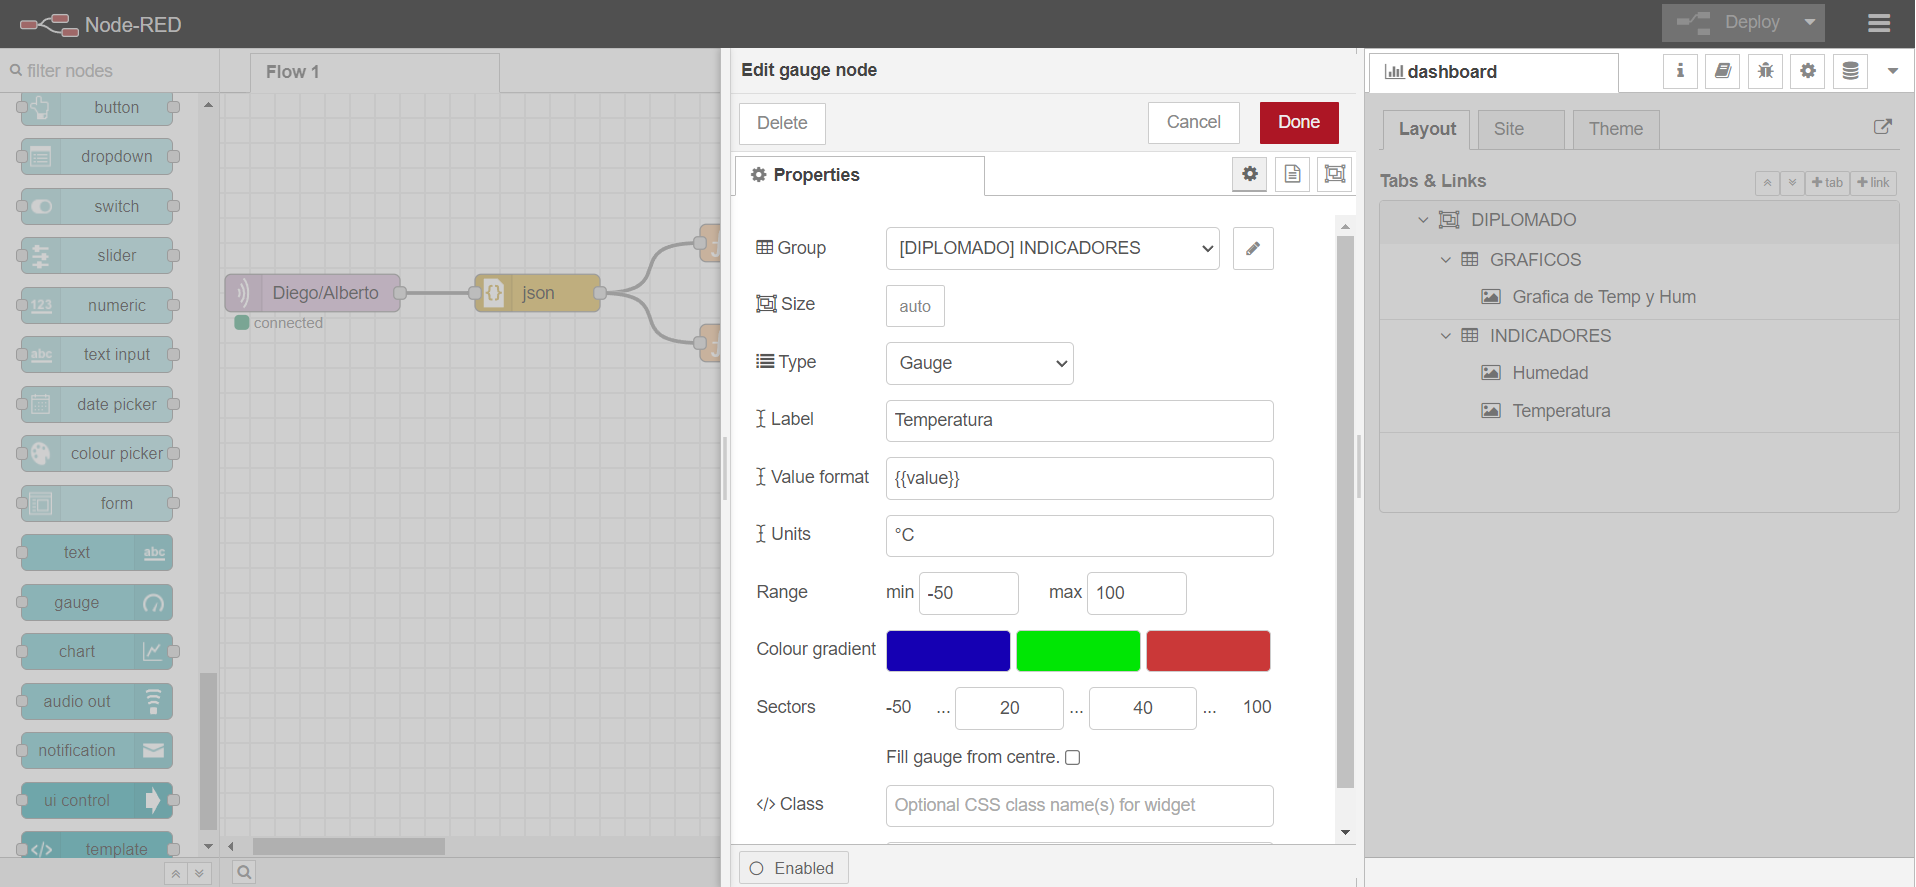 Node-RED
Deploy
filter nodes
button
dropdown
switch
slider
123 numeric
abc text input
date picker
colour picker
form
text abc
gauge
chart
audio out
notification
ui control
</> template
Flow 1
Diego/Alberto
connected
{} json
Edit gauge node
Delete
Cancel
Done
Properties
Group
[DIPLOMADO] INDICADORES
Size
auto
Type
Gauge
Label
Temperatura
Value format
{{value}}
Units
°C
Range
min -50
max 100
Colour gradient
Sectors
-50 ... 20 ... 40 ... 100
Fill gauge from centre.
</> Class
Optional CSS class name(s) for widget
Enabled
dashboard
i
Layout
Site
Theme
Tabs & Links
+tab
+link
DIPLOMADO
GRAFICOS
Grafica de Temp y Hum
INDICADORES
Humedad
Temperatura